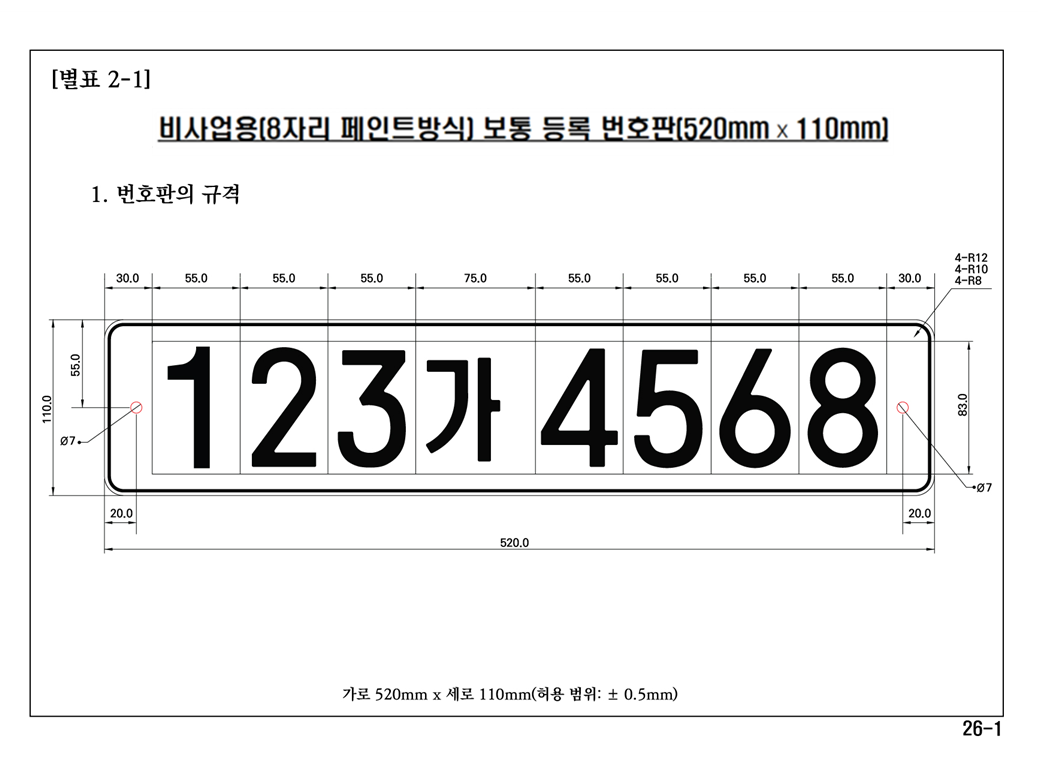 [별표 2-1]
비사업용(8자리 페인트방식) 보통 등록 번호판(520mm x 110mm)
1. 번호판의 규격
4-R12
4-R10
4-R8
30.0 55.0 55.0 55.0 75.0 55.0 55.0 55.0 55.0 30.0
55.0
110.0
123가 4568
83.0
Ø7
Ø7
20.0
20.0
520.0
가로 520mm x 세로 110mm(허용 범위: ± 0.5mm)
26-1